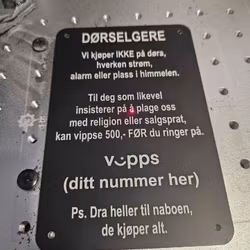 DØRSELGERE
Vi kjøper IKKE på døra,
hverken strøm,
alarm eller plass i himmelen.
Til deg som likevel
insisterer på å plage oss
med religion eller salgsprat,
kan vippse 500,- FØR du ringer på.
vipps
(ditt nummer her)
Ps. Dra heller til naboen,
de kjøper alt.